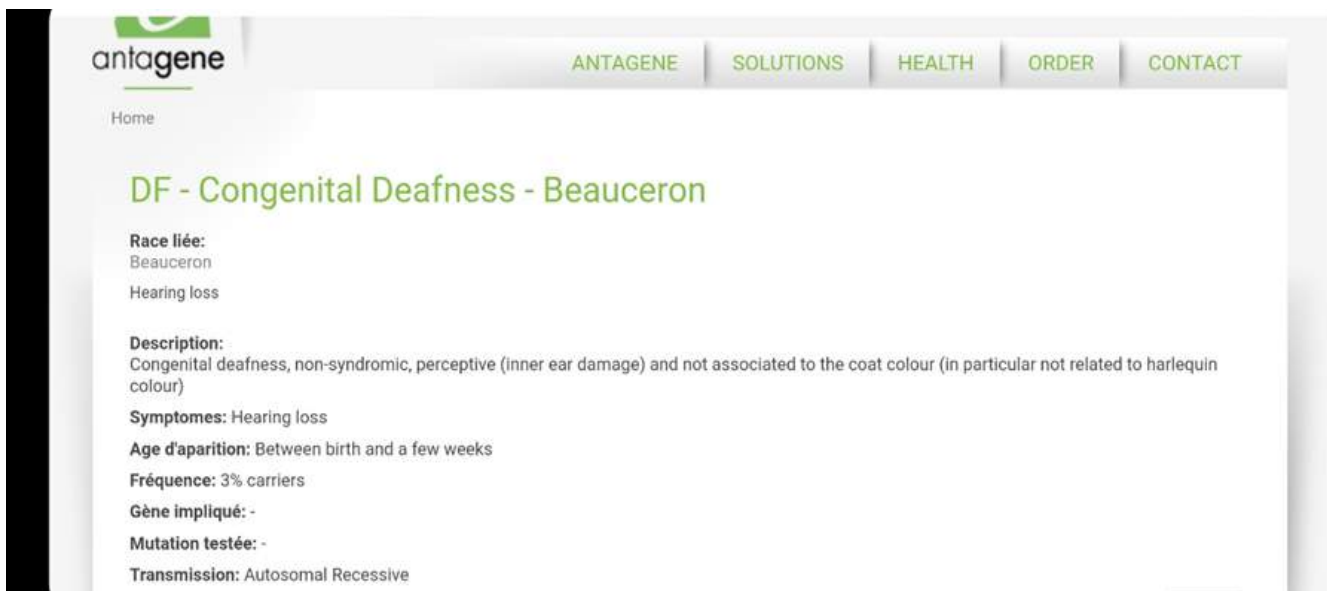 antagene
ANTAGENE SOLUTIONS HEALTH ORDER CONTACT
Home
DF - Congenital Deafness - Beauceron
Race liée:
Beauceron
Hearing loss
Description:
Congenital deafness, non-syndromic, perceptive (inner ear damage) and not associated to the coat colour (in particular not related to harlequin
colour)
Symptomes: Hearing loss
Age d'aparition: Between birth and a few weeks
Fréquence: 3% carriers
Gène impliqué: -
Mutation testée: -
Transmission: Autosomal Recessive